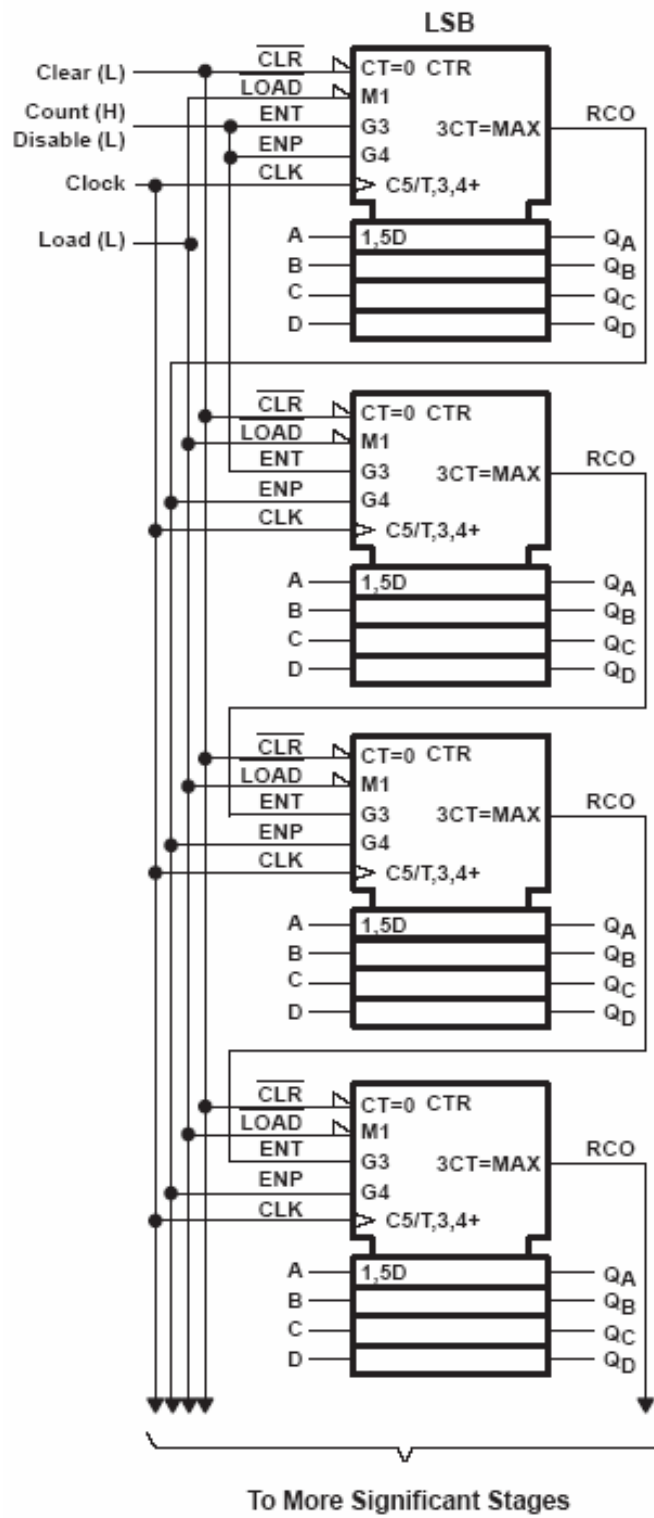 LSB
Clear (L)
CLR
CT=0 CTR
LOAD
M1
Count (H)
Disable (L)
ENT
G3
3CT=MAX
RCO
ENP
G4
Clock
CLK
C5/T,3,4+
Load (L)
A
1,5D
QA
B
QB
C
QC
D
QD
CLR
CT=0 CTR
LOAD
M1
ENT
G3
3CT=MAX
RCO
ENP
G4
CLK
C5/T,3,4+
A
1,5D
QA
B
QB
C
QC
D
QD
CLR
CT=0 CTR
LOAD
M1
ENT
G3
3CT=MAX
RCO
ENP
G4
CLK
C5/T,3,4+
A
1,5D
QA
B
QB
C
QC
D
QD
CLR
CT=0 CTR
LOAD
M1
ENT
G3
3CT=MAX
RCO
ENP
G4
CLK
C5/T,3,4+
A
1,5D
QA
B
QB
C
QC
D
QD
To More Significant Stages